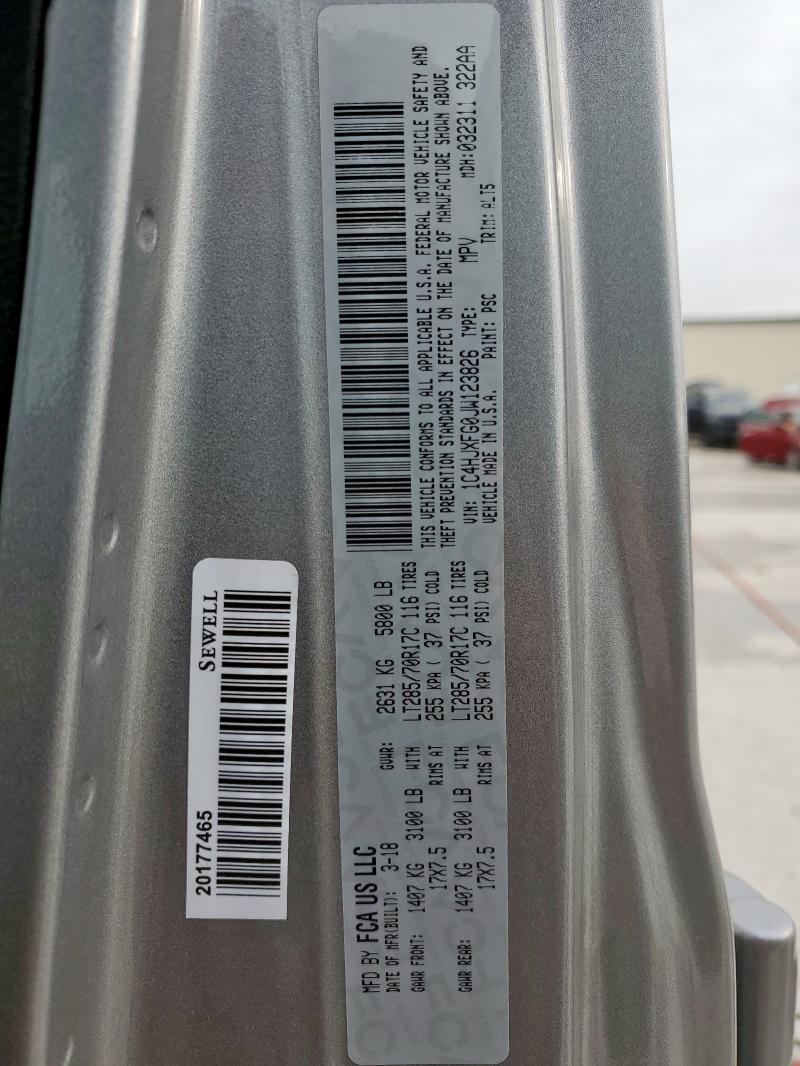 SEWELL
20177465
MFD BY FCA US LLC
DATE OF MFR(BUILT): 3-18 GVWR: 2631 KG 5800 LB
GAWR FRONT: 1407 KG 3100 LB WITH LT285/70R17C 116 TIRES
17X7.5 RIMS AT 255 KPA ( 37 PSI) COLD
GAWR REAR: 1407 KG 3100 LB WITH LT285/70R17C 116 TIRES
17X7.5 RIMS AT 255 KPA ( 37 PSI) COLD
THIS VEHICLE CONFORMS TO ALL APPLICABLE U.S.A. FEDERAL MOTOR VEHICLE SAFETY AND
THEFT PREVENTION STANDARDS IN EFFECT ON THE DATE OF MANUFACTURE SHOWN ABOVE.
VIN: 1C4HJXFG0JW123826 TYPE: MPV MDH:032311 322AA
VEHICLE MADE IN U.S.A. PAINT: PSC TRIM: ALT5